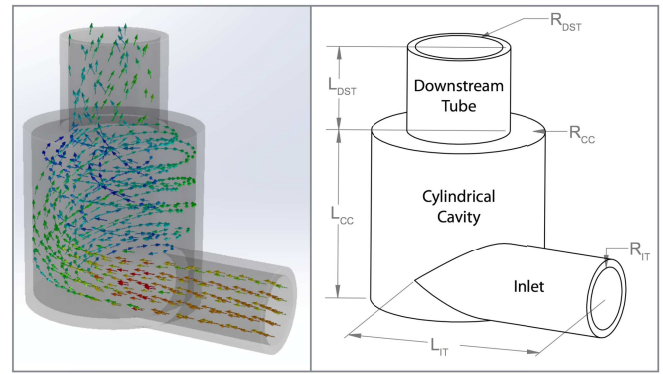 R_DST
L_DST
Downstream
Tube
R_CC
Cylindrical
Cavity
L_CC
R_IT
Inlet
L_IT